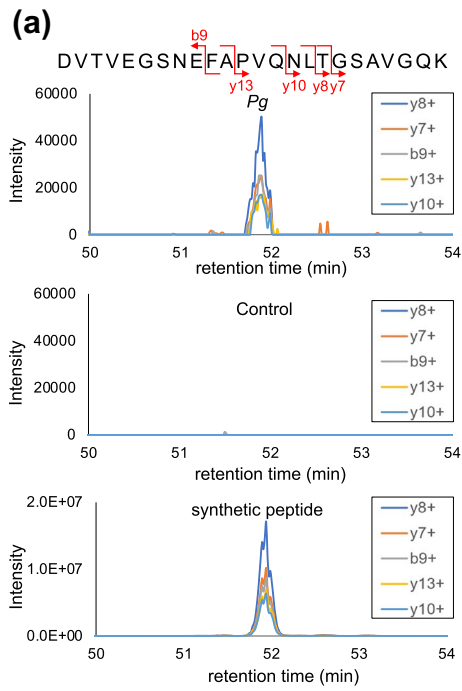 (a)
b9
DVTVEGSNEFAPVQNLTGSAVGQK
y13 y10 y8 y7
Pg
60000
40000
20000
0
Intensity
50 51 52 53 54
retention time (min)
y8+
y7+
b9+
y13+
y10+
Control
60000
40000
20000
0
Intensity
50 51 52 53 54
retention time (min)
y8+
y7+
b9+
y13+
y10+
synthetic peptide
2.0E+07
1.0E+07
0.0E+00
Intensity
50 51 52 53 54
retention time (min)
y8+
y7+
b9+
y13+
y10+